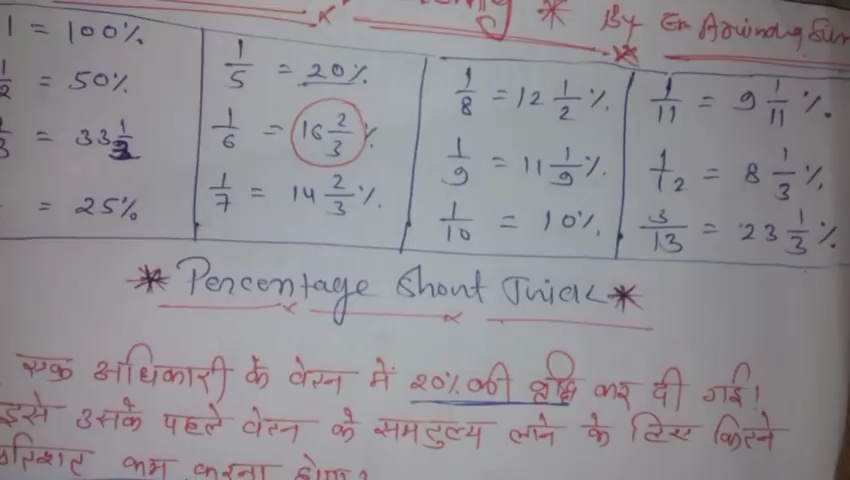 * By Er Arvindra
1 = 100%
1/2 = 50%
= 33 1/3
= 25%
1/5 = 20%
1/6 = 16 2/3 %
1/7 = 14 2/3 %
1/8 = 12 1/2 %
1/9 = 11 1/9 %
1/10 = 10%
1/11 = 9 1/11 %
1/12 = 8 1/3 %
3/13 = 23 1/3 %
* Percentage Short Trick *
एक अधिकारी के वेतन में 20% की वृद्धि कर दी गई।
इसे उसके पहले वेतन के समतुल्य लाने के लिए कितने
प्रतिशत कम करना होगा?